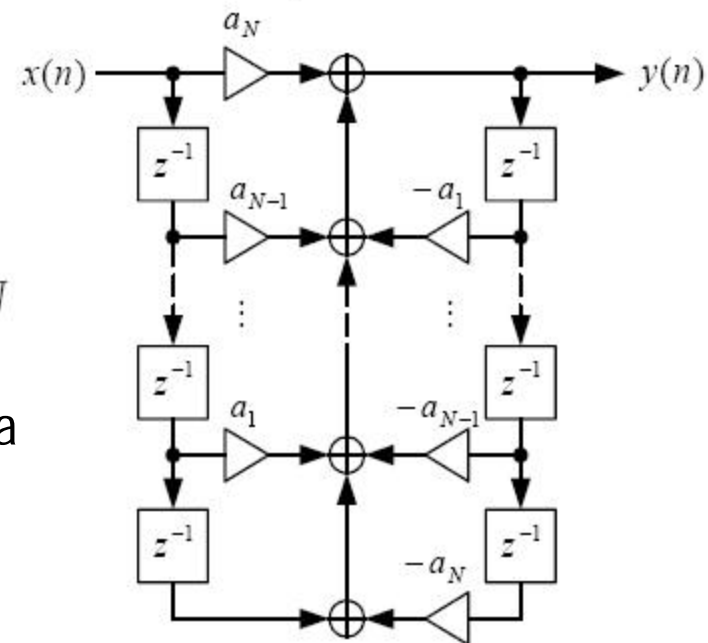 a_N
x(n) y(n)
z^{-1} z^{-1}
a_{N-1} -a_1
⋮ ⋮
z^{-1} z^{-1}
a
a_1 -a_{N-1}
z^{-1} z^{-1}
-a_N